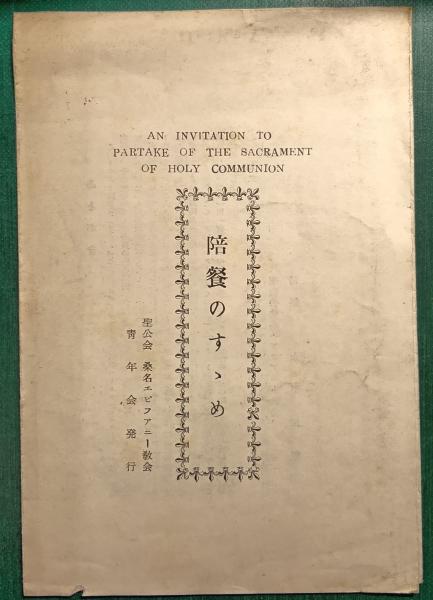 AN INVITATION TO
PARTAKE OF THE SACRAMENT
OF HOLY COMMUNION
陪餐のすゝめ
聖公会 桑名エピファニー教会
青年会発行